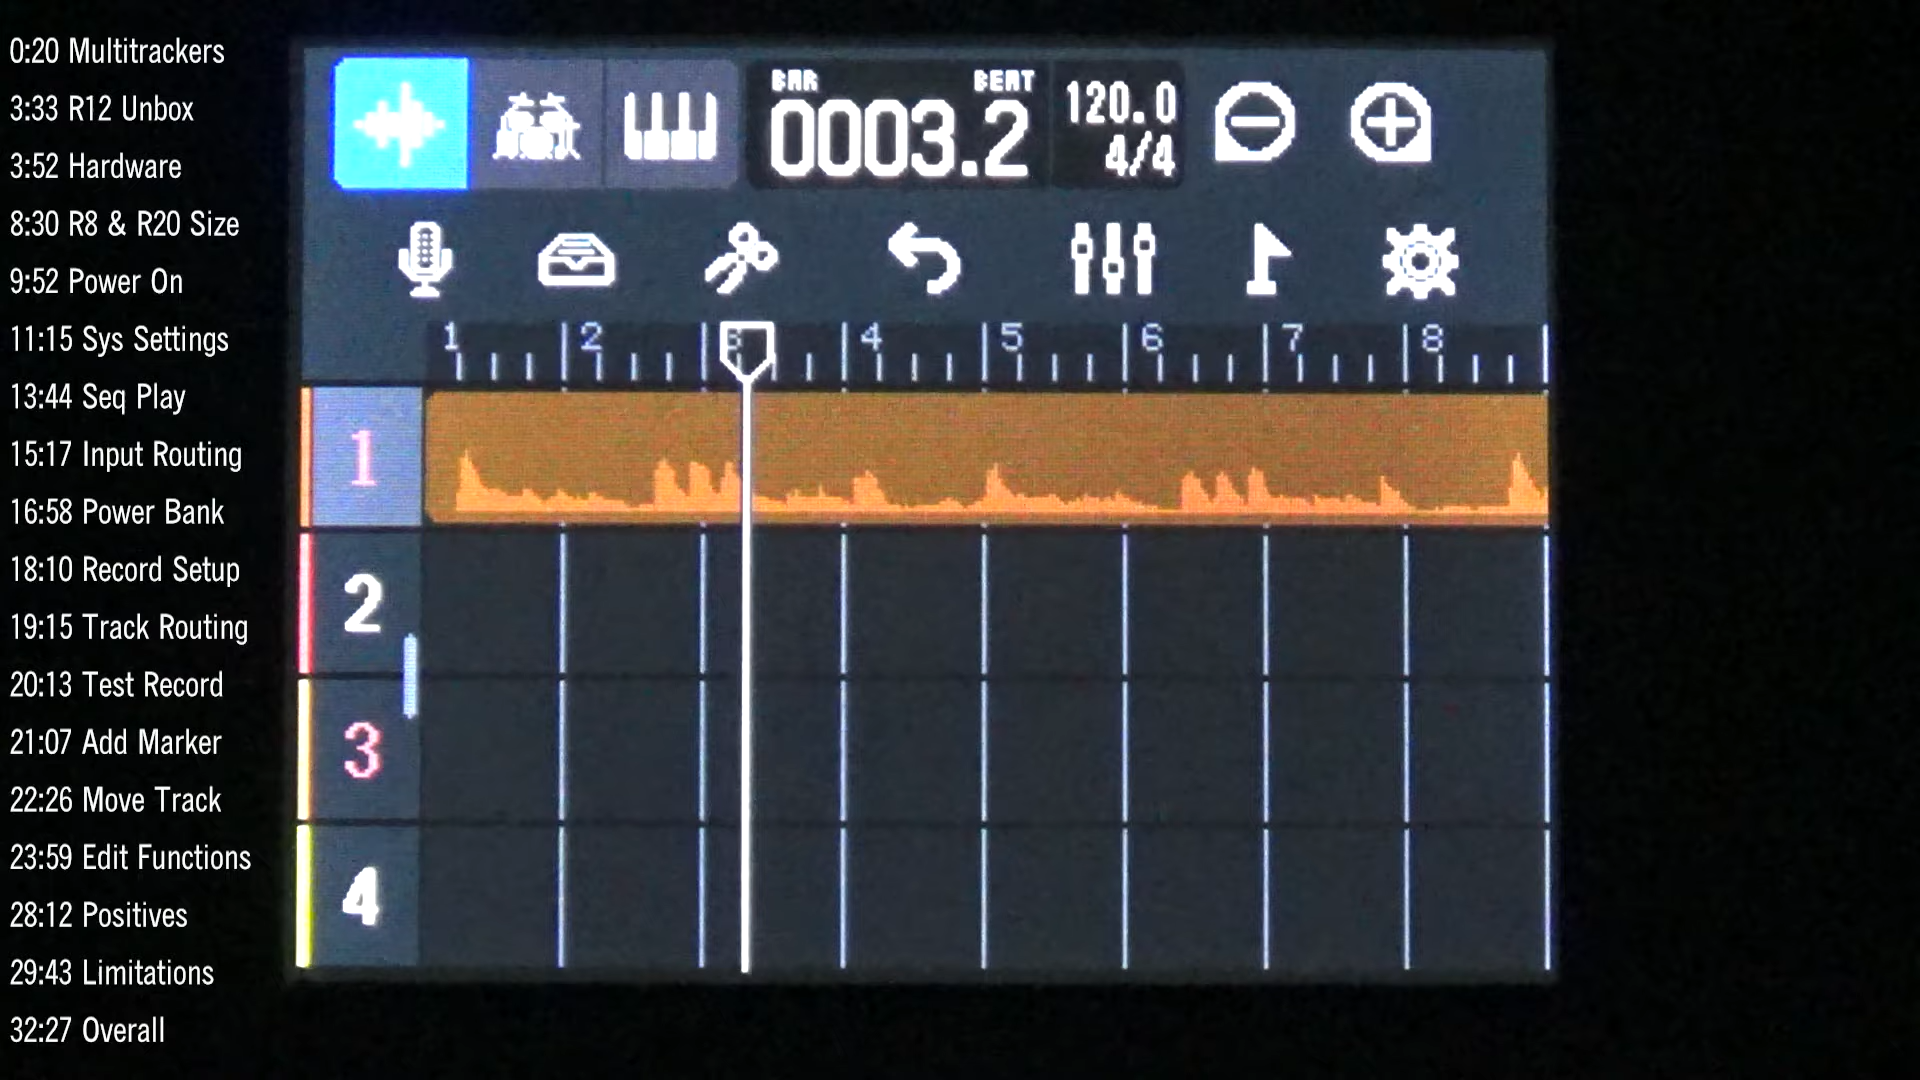 0:20 Multitrackers
3:33 R12 Unbox
3:52 Hardware
8:30 R8 & R20 Size
9:52 Power On
11:15 Sys Settings
13:44 Seq Play
15:17 Input Routing
16:58 Power Bank
18:10 Record Setup
19:15 Track Routing
20:13 Test Record
21:07 Add Marker
22:26 Move Track
23:59 Edit Functions
28:12 Positives
29:43 Limitations
32:27 Overall
BAR BEAT
0003.2
120.0
4/4
1 2 3 4 5 6 7 8
1
2
3
4